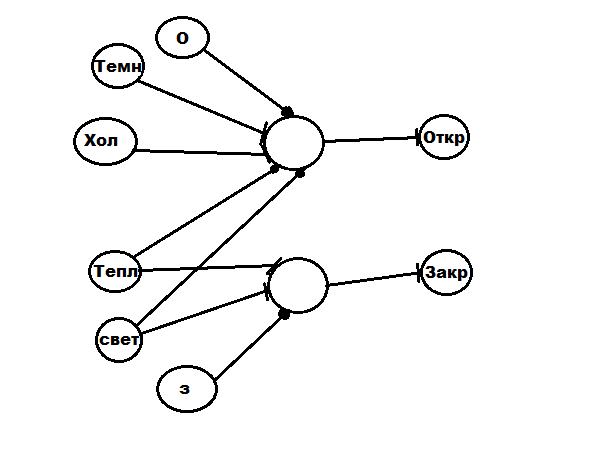 О
Темн
Хол
Откр
Тепл
Закр
свет
з